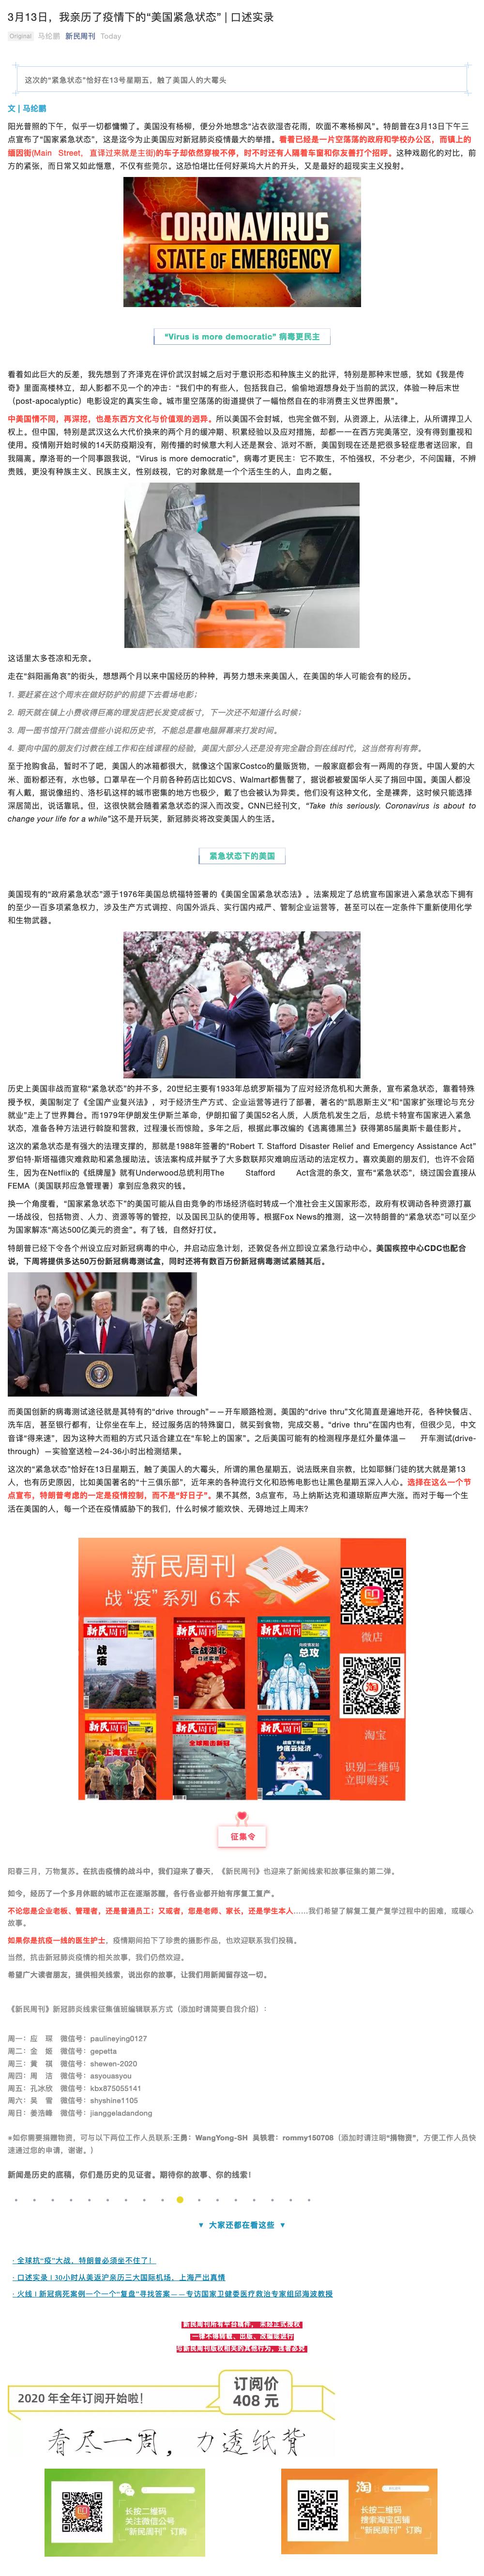 3月13日，我亲历了疫情下的“美国紧急状态” | 口述实录
Original 马纶鹏 新民周刊 Today
这次的“紧急状态”恰好在13号星期五，触了美国人的大霉头
文 | 马纶鹏
阳光普照的下午，似乎一切都慵懒了。美国没有杨柳，便分外地想念“沾衣欲湿杏花雨，吹面不寒杨柳风”。特朗普在3月13日下午三
点宣布了“国家紧急状态”，这是迄今为止美国应对新冠肺炎疫情最大的举措。看看已经是一片空荡荡的政府和学校办公区，而镇上的
缅因街(Main Street，直译过来就是主街)的车子却依然穿梭不停，时不时还有人隔着车窗和你友善打个招呼。这种戏剧化的对比，前
方的紧张，而日常又如此惬意，不仅有些莞尔。这恐怕堪比任何好莱坞大片的开头，又是最好的超现实主义投射。
CORONAVIRUS
STATE OF EMERGENCY
“Virus is more democratic” 病毒更民主
看着如此巨大的反差，我先想到了齐泽克在评价武汉封城之后对于意识形态和种族主义的批评，特别是那种末世感，犹如《我是传
奇》里面高楼林立，却人影都不见一个的冲击：“我们中的有些人，包括我自己，偷偷地遐想身处于当前的武汉，体验一种后末世
（post-apocalyptic）电影设定的真实生命。城市里空荡荡的街道提供了一幅怡然自在的非消费主义世界图景”。
中美国情不同，再深挖，也是东西方文化与价值观的迥异。所以美国不会封城，也完全做不到，从资源上，从法律上，从所谓捍卫人
权上。但中国，特别是武汉这么大代价换来的两个月的缓冲期、积累经验以及应对措施，却都一一在西方完美落空，没有得到重视和
使用。疫情刚开始时候的14天防疫期没有，刚传播的时候意大利人还是聚会、派对不断，美国到现在还是把很多轻症患者送回家，自
我隔离。摩洛哥的一个同事跟我说，“Virus is more democratic”，病毒才更民主：它不欺生，不怕强权，不分老少，不问国籍，不辨
贵贱，更没有种族主义、民族主义，性别歧视，它的对象就是一个个活生生的人，血肉之躯。
这话里太多苍凉和无奈。
走在“斜阳画角哀”的街头，想想两个月以来中国经历的种种，再努力想未来美国人，在美国的华人可能会有的经历。
1. 要赶紧在这个周末在做好防护的前提下去看场电影；
2. 明天就在镇上小费收得巨高的理发店把长发变成板寸，下一次还不知道什么时候；
3. 周一图书馆开门就去借些小说和历史书，不能总是靠电脑屏幕来打发时间。
4. 要向中国的朋友们讨教在线工作和在线课程的经验，美国大部分人还是没有完全融合到在线时代，这当然有利有弊。
至于抢购食品，暂时不了吧，美国人的冰箱都很大，就像这个国家Costco的量贩货物，一般家庭都会有一两周的存货。中国人爱的大
米、面粉都还有，水也够。口罩早在一个月前各种药店比如CVS、Walmart都售罄了，据说都被爱国华人买了捐回中国。美国人都没
有人戴，据说像纽约、洛杉矶这样的城市密集的地方也极少，戴了也会被认为异类。他们没有这种文化，全是裸奔，这时候只能选择
深居简出，说话靠吼。但，这很快就会随着紧急状态的深入而改变。CNN已经刊文，“Take this seriously. Coronavirus is about to
change your life for a while”这不是开玩笑，新冠肺炎将改变美国人的生活。
紧急状态下的美国
美国现有的“政府紧急状态”源于1976年美国总统福特签署的《美国全国紧急状态法》。法案规定了总统宣布国家进入紧急状态下拥有
的至少一百多项紧急权力，涉及生产方式调控、向国外派兵、实行国内戒严、管制企业运营等，甚至可以在一定条件下重新使用化学
和生物武器。
历史上美国非战而宣称“紧急状态”的并不多，20世纪主要有1933年总统罗斯福为了应对经济危机和大萧条，宣布紧急状态，靠着特殊
授予权力，美国制定了《全国产业复兴法》，对于经济生产方式、企业运营等进行了部署，著名的“凯恩斯主义”和“国家扩张理论与充分
就业”走上了世界舞台。而1979年伊朗发生伊斯兰革命，伊朗扣留了美国52名人质，人质危机发生之后，总统卡特宣布国家进入紧急
状态，准备各种方法进行斡旋和营救，过程漫长而惊险。多年之后，根据此事改编的《逃离德黑兰》获得第85届奥斯卡最佳影片。
这次的紧急状态是有强大的法理支撑的，那就是1988年签署的“Robert T. Stafford Disaster Relief and Emergency Assistance Act”
罗伯特·斯塔福德灾难救助和紧急援助法。该法案构成并赋予了大多数联邦灾难响应活动的法定权力。喜欢美剧的朋友们，也许不会陌
生，因为在Netflix的《纸牌屋》就有Underwood总统利用The Stafford Act含混的条文，宣布“紧急状态”，绕过国会直接从
FEMA（美国联邦应急管理署）拿到应急救灾的钱。
换一个角度看，“国家紧急状态下”的美国可能从自由竞争的市场经济临时转成一个准社会主义国家形态，政府有权调动各种资源打赢
一场战役，包括物资、人力、资源等等的管控，以及国民卫队的使用等。根据Fox News的推测，这一次特朗普的“紧急状态”可以至少
为国家解冻“高达500亿美元的资金”。有了钱，自然好打仗。
特朗普已经下令各个州设立应对新冠病毒的中心，并启动应急计划，还敦促各州立即设立紧急行动中心。美国疾控中心CDC也配合
说，下周将提供多达50万份新冠病毒测试盒，同时还将有数百万份新冠病毒测试紧随其后。
而美国创新的病毒测试途径就是其特有的“drive through”——开车顺路检测。美国的“drive thru”文化简直是遍地开花，各种快餐店、
洗车店，甚至银行都有，让你坐在车上，经过服务店的特殊窗口，就买到食物，完成交易。“drive thru”在国内也有，但很少见，中文
音译“得来速”，因为这种大而粗的方式只适合建立在“车轮上的国家”。之后美国可能有的检测程序是红外量体温— 开车测试(drive-
through）—实验室送检—24-36小时出检测结果。
这次的“紧急状态”恰好在13日星期五，触了美国人的大霉头，所谓的黑色星期五，说法既来自宗教，比如耶稣门徒的犹大就是第13
人，也有历史原因，比如美国著名的“十三俱乐部”，近年来的各种流行文化和恐怖电影也让黑色星期五深入人心。选择在这么一个节
点宣布，特朗普考虑的一定是疫情控制，而不是“好日子”。果不其然，3点宣布，马上纳斯达克和道琼斯应声大涨。而对于每一个生
活在美国的人，每一个还在疫情威胁下的我们，什么时候才能欢快、无碍地过上周末？
新民周刊
战“疫”系列 6本
微店
新民周刊
战疫
新民周刊
会战湖北
口述实录
新民周刊
总攻
新民周刊
上海复工
新民周刊
全球阻击新冠
新民周刊
抄底云经济
淘宝
识别二维码
立即购买
征集令
阳春三月，万物复苏。在抗击疫情的战斗中，我们迎来了春天，《新民周刊》也迎来了新闻线索和故事征集的第二弹。
如今，经历了一个多月休眠的城市正在逐渐苏醒，各行各业都开始有序复工复产。
不论您是企业老板、管理者，还是普通员工；又或者，您是老师、家长，还是学生本人……我们希望了解复工复产复学过程中的困难，或暖心
故事。
如果你是抗疫一线的医生护士，疫情期间拍下了珍贵的摄影作品，也欢迎联系我们投稿。
当然，抗击新冠肺炎疫情的相关故事，我们仍然欢迎。
希望广大读者朋友，提供相关线索，说出你的故事，让我们用新闻留存这一切。
《新民周刊》新冠肺炎线索征集值班编辑联系方式（添加时请简要自我介绍）：
周一：应 琛 微信号：paulineying0127
周二：金 姬 微信号：gepetta
周三：黄 祺 微信号：shewen-2020
周四：周 洁 微信号：asyouasyou
周五：孔冰欣 微信号：kbx875055141
周六：吴 雪 微信号：shyshine1105
周日：姜浩峰 微信号：jianggeladandong
※如你需要捐赠物资，可与以下两位工作人员联系:王勇：WangYong-SH 吴轶君：rommy150708（添加时请注明“捐物资”，方便工作人员快
速通过您的申请，谢谢。）
新闻是历史的底稿，你们是历史的见证者。期待你的故事、你的线索！
▼ 大家还都在看这些 ▼
· 全球抗“疫”大战，特朗普必须坐不住了！
· 口述实录 | 30小时从美返沪亲历三大国际机场，上海严出真情
· 火线 | 新冠病死案例一个一个“复盘”寻找答案——专访国家卫健委医疗救治专家组邱海波教授
新民周刊所有平台稿件，未经正式授权
一律不得转载、出版、改编或进行
与新民周刊版权相关的其他行为，违者必究
2020 年全年订阅开始啦！
订阅价
408 元
看尽一周，力透纸背
长按二维码
关注微信公号
“新民周刊”订购
淘
长按二维码
搜索淘宝店铺
“新民周刊”订购